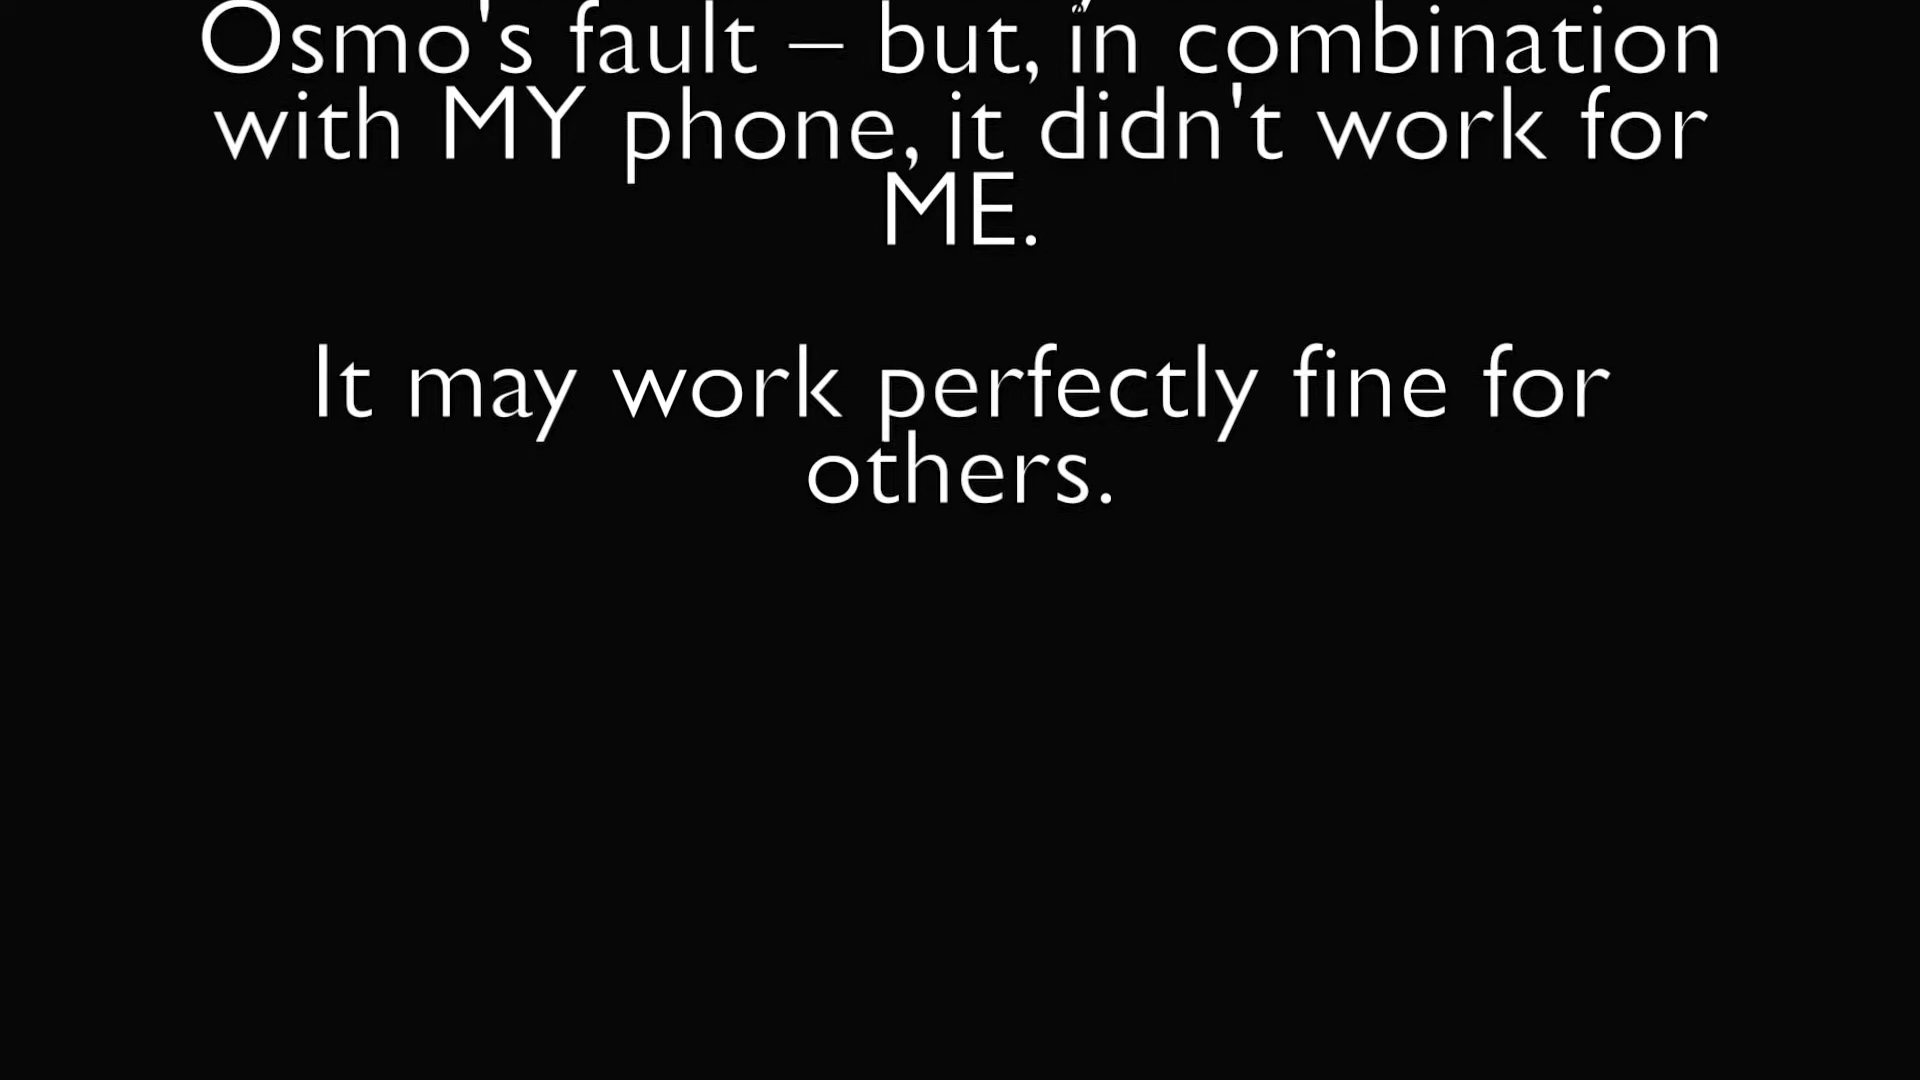 Osmo's fault – but, in combination
with MY phone, it didn't work for
ME.
It may work perfectly fine for
others.